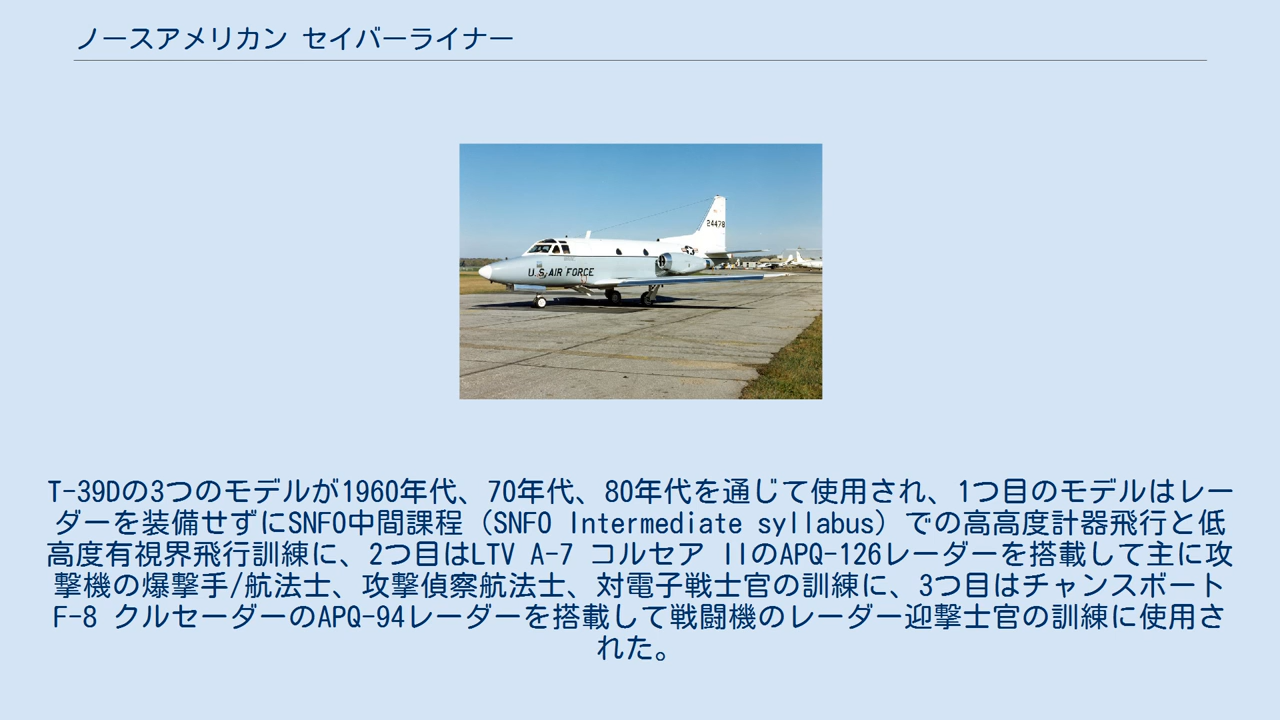 ノースアメリカン セイバーライナー
24478
U.S. AIR FORCE
T-39Dの3つのモデルが1960年代、70年代、80年代を通じて使用され、1つ目のモデルはレー
ダーを装備せずにSNFO中間課程（SNFO Intermediate syllabus）での高高度計器飛行と低
高度有視界飛行訓練に、2つ目はLTV A-7 コルセア IIのAPQ-126レーダーを搭載して主に攻
撃機の爆撃手/航法士、攻撃偵察航法士、対電子戦士官の訓練に、3つ目はチャンスボート
F-8 クルセーダーのAPQ-94レーダーを搭載して戦闘機のレーダー迎撃士官の訓練に使用さ
れた。